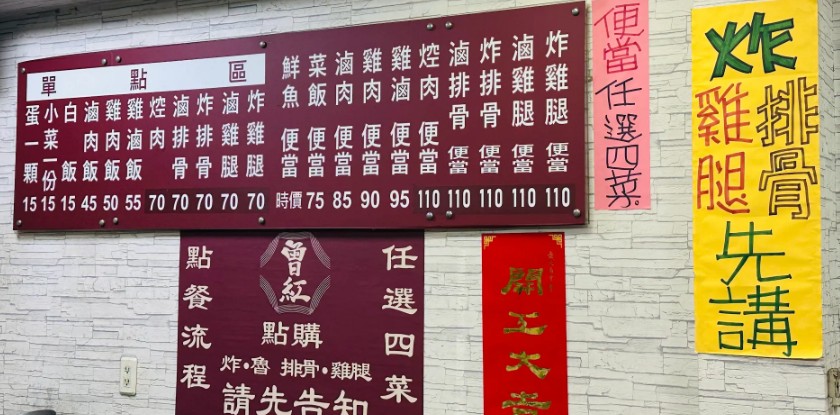 單點區
炸雞腿便當 110
滷雞腿便當 110
炸排骨便當 110
滷排骨便當 110
焢肉便當 110
雞滷便當 95
雞肉便當 90
滷肉便當 85
菜飯便當 75
鮮魚便當 時價
炸雞腿 70
滷雞腿 70
炸排骨 70
滷排骨 70
焢肉 70
雞滷飯 55
雞肉飯 50
滷肉飯 45
白飯 15
小菜一份 15
蛋一顆 15
便當任選四菜
炸
排骨
雞腿
先講
任選四菜
曾紅
點購
炸•魯 排骨•雞腿
請先告知
點餐流程
開工大吉